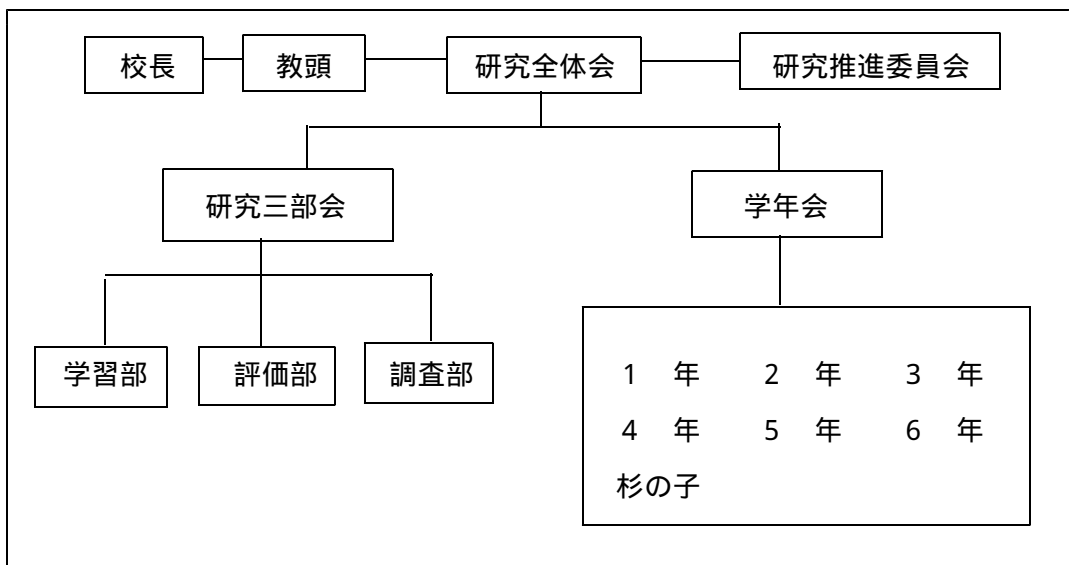 校長 教頭 研究全体会 研究推進委員会
研究三部会 学年会
学習部 評価部 調査部
1 年 2 年 3 年
4 年 5 年 6 年
杉の子